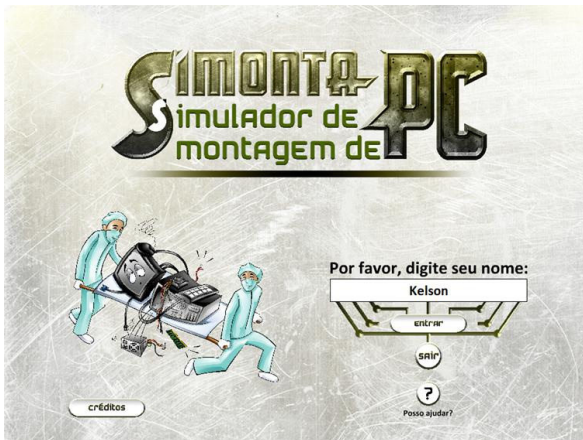 SIMONTA-PC
Simulador de
montagem de
Por favor, digite seu nome:
Kelson
Entrar
sair
?
Posso ajudar?
créditos